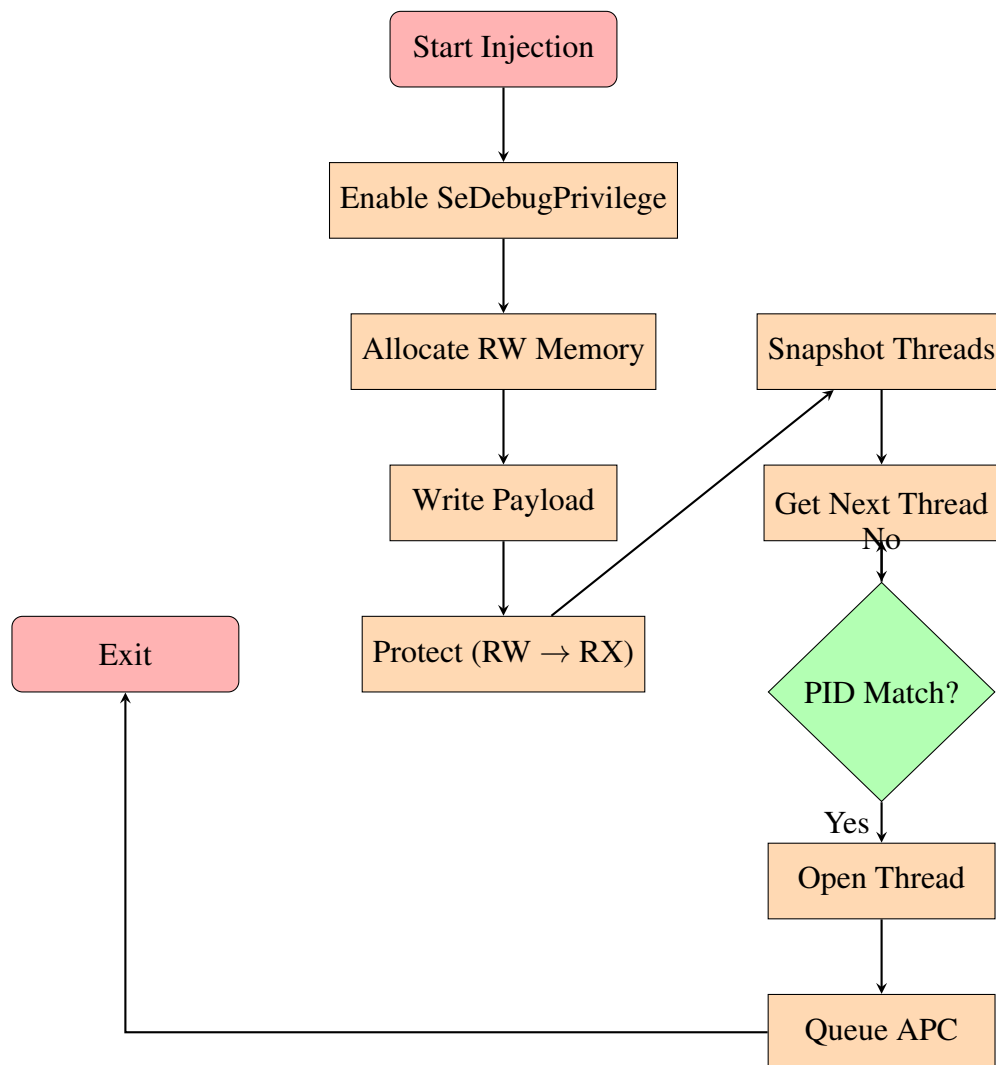 Start Injection
Enable SeDebugPrivilege
Allocate RW Memory
Write Payload
Protect (RW → RX)
Snapshot Threads
Get Next Thread
No
PID Match?
Yes
Open Thread
Queue APC
Exit